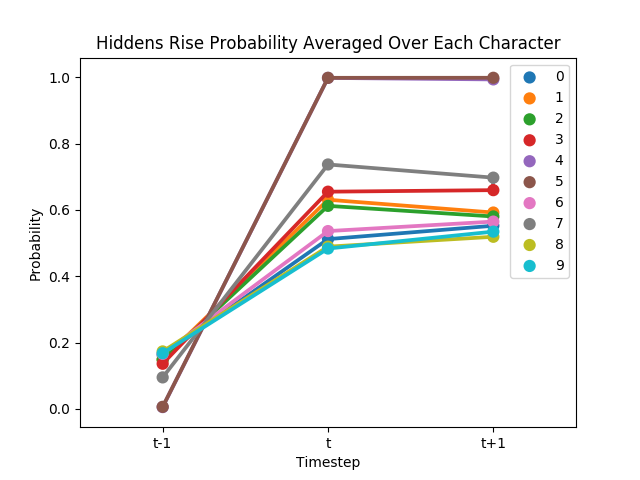 Hiddens Rise Probability Averaged Over Each Character
Probability
1.0
0.8
0.6
0.4
0.2
0.0
t-1
t
t+1
Timestep
0
1
2
3
4
5
6
7
8
9